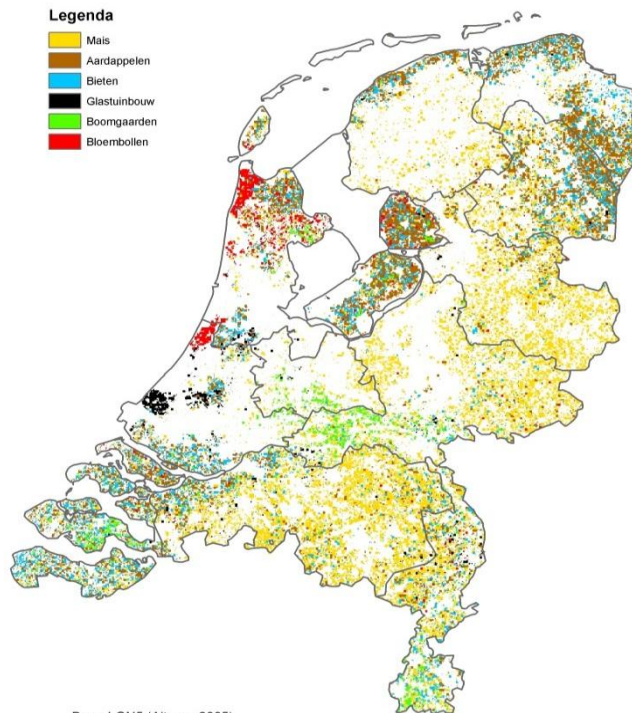 Legenda
Mais
Aardappelen
Bieten
Glastuinbouw
Boomgaarden
Bloembollen